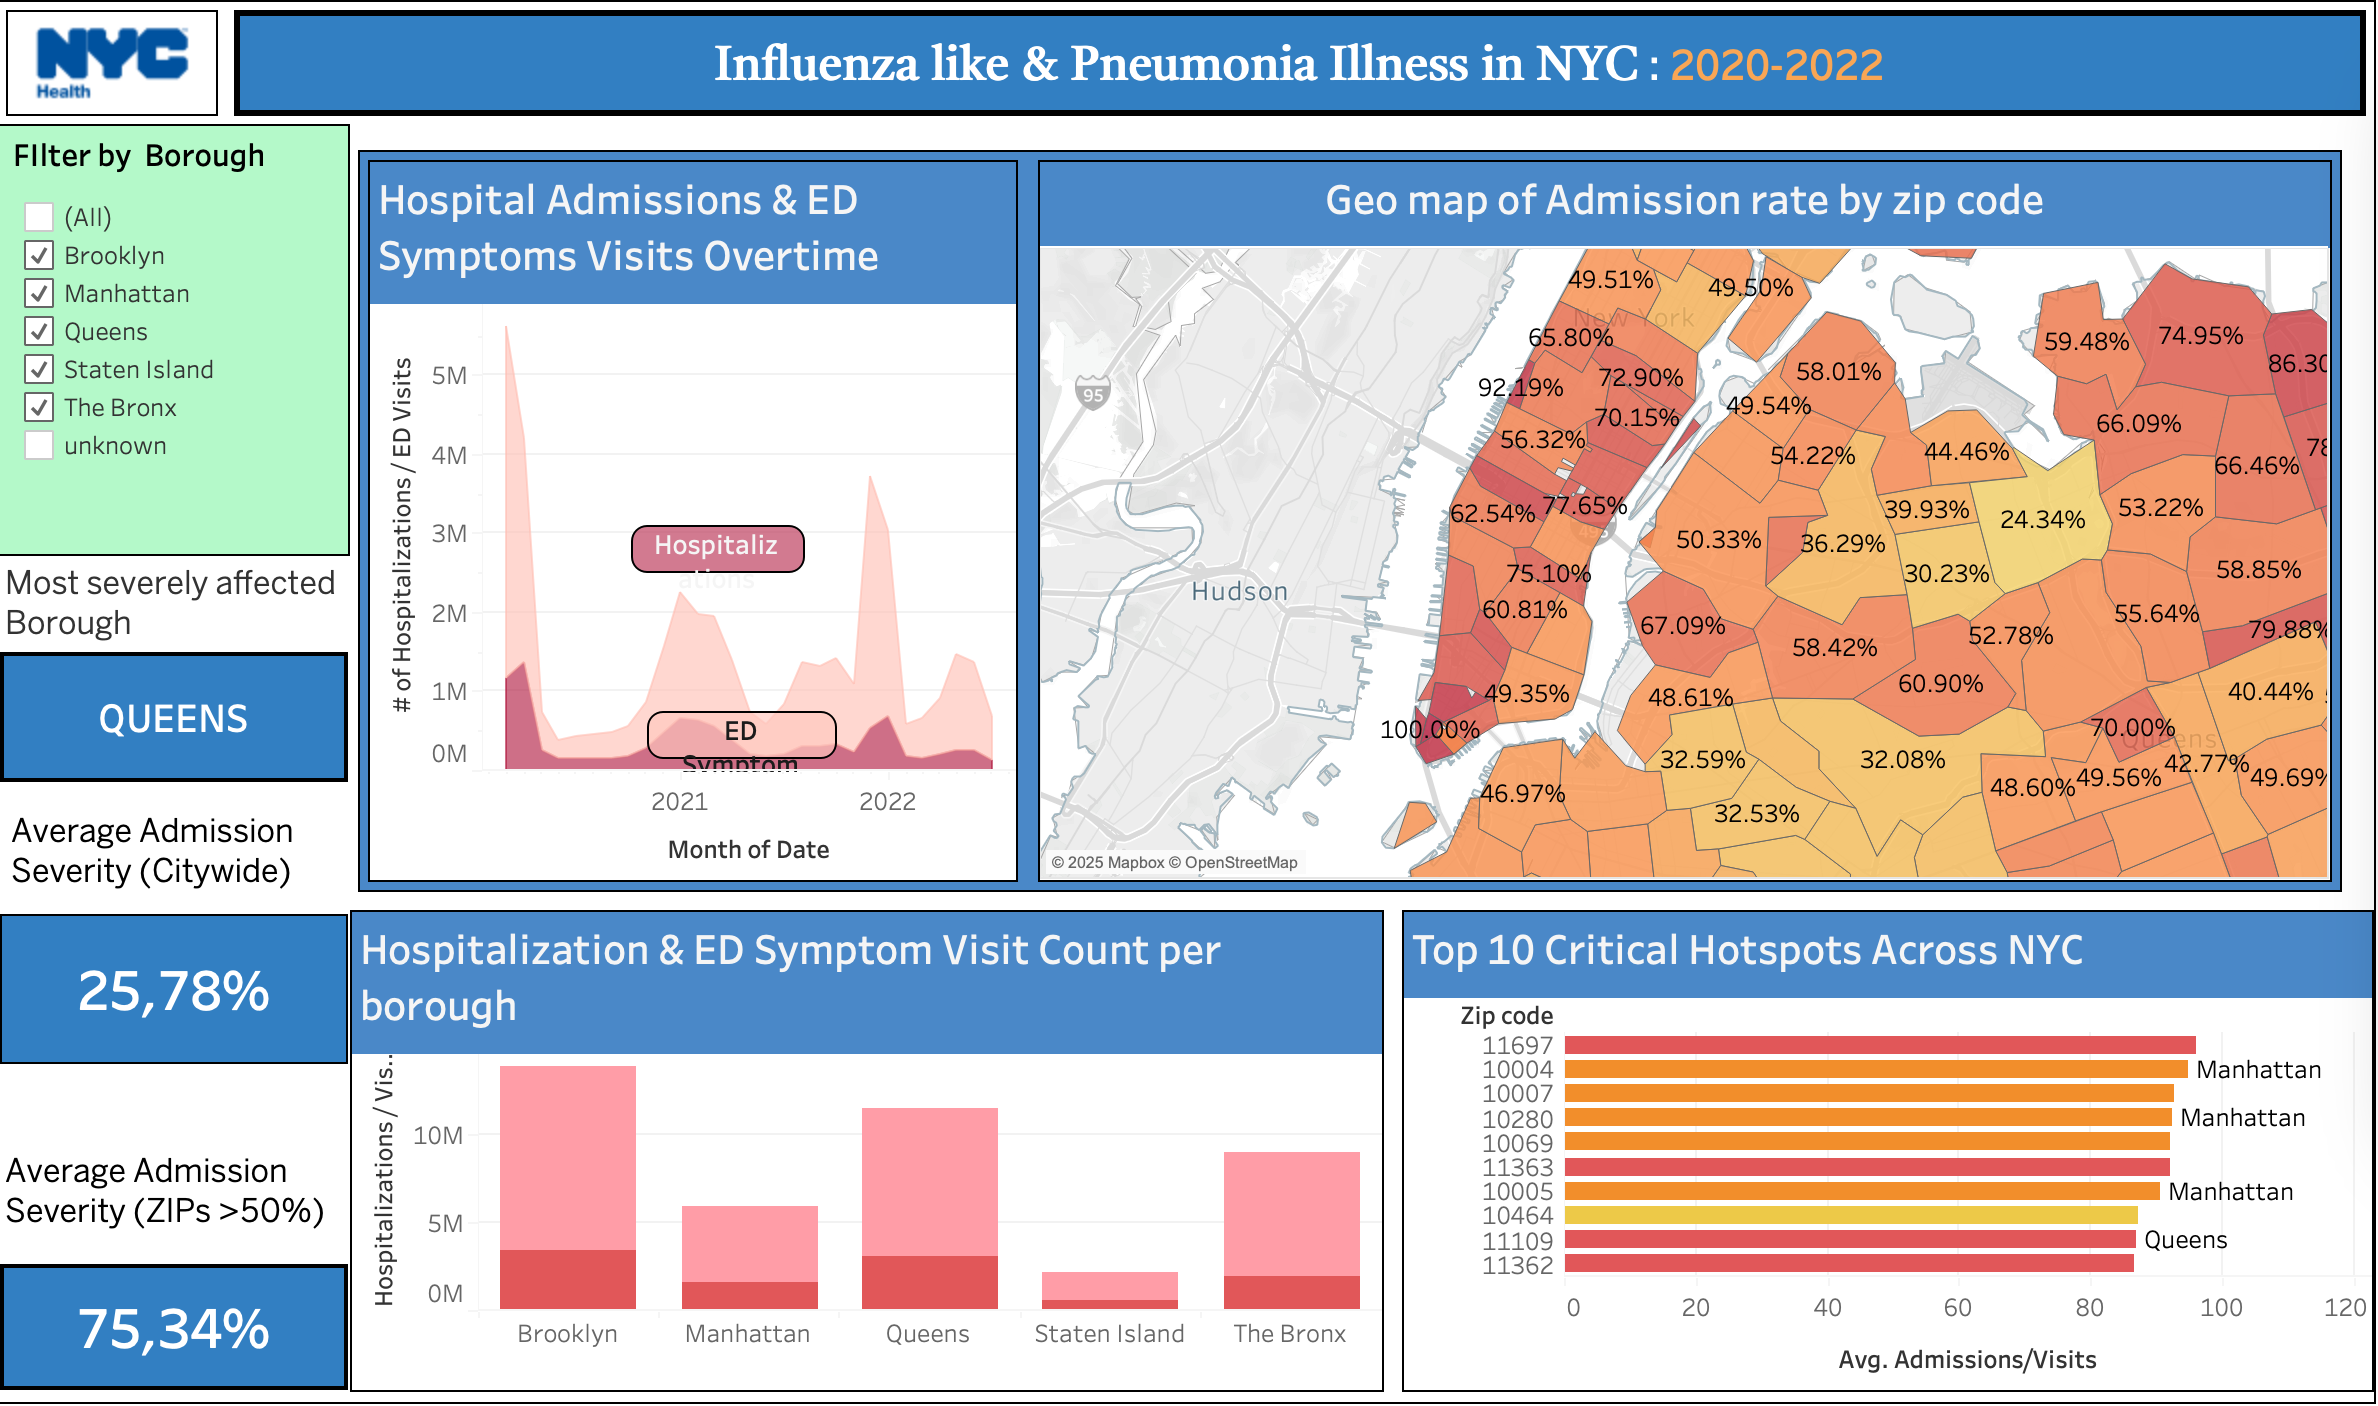 NYC
Health
Influenza like & Pneumonia Illness in NYC : 2020-2022
FIlter by Borough
(All)
Brooklyn
Manhattan
Queens
Staten Island
The Bronx
unknown
Most severely affected
Borough
QUEENS
Average Admission
Severity (Citywide)
25,78%
Average Admission
Severity (ZIPs >50%)
75,34%
Hospital Admissions & ED
Symptoms Visits Overtime
# of Hospitalizations / ED Visits
5M
4M
3M
2M
1M
0M
Hospitaliz
ations
ED
Symptom
2021
2022
Month of Date
Geo map of Admission rate by zip code
49.51%
49.50%
New York
65.80%
59.48%
74.95%
86.30
92.19%
72.90%
58.01%
95
70.15%
49.54%
66.09%
56.32%
54.22%
44.46%
66.46%
78
62.54%
77.65%
39.93%
24.34%
53.22%
495
50.33%
36.29%
75.10%
30.23%
58.85%
Hudson
60.81%
67.09%
58.42%
52.78%
55.64%
79.88%
49.35%
48.61%
60.90%
40.44%
100.00%
70.00%
Queens
32.59%
32.08%
42.77%
46.97%
48.60%
49.56%
49.69%
32.53%
© 2025 Mapbox © OpenStreetMap
Hospitalization & ED Symptom Visit Count per
borough
Hospitalizations / Vis..
10M
5M
0M
Brooklyn
Manhattan
Queens
Staten Island
The Bronx
Top 10 Critical Hotspots Across NYC
Zip code
11697
10004
Manhattan
10007
10280
Manhattan
10069
11363
10005
Manhattan
10464
11109
Queens
11362
0
20
40
60
80
100
120
Avg. Admissions/Visits